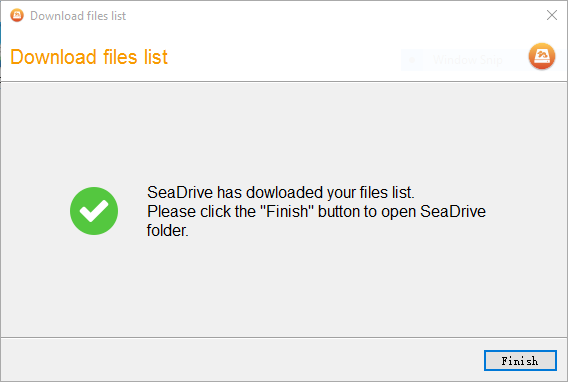 Download files list
Download files list
Window Snip
SeaDrive has dowloaded your files list.
Please click the "Finish" button to open SeaDrive
folder.
Finish